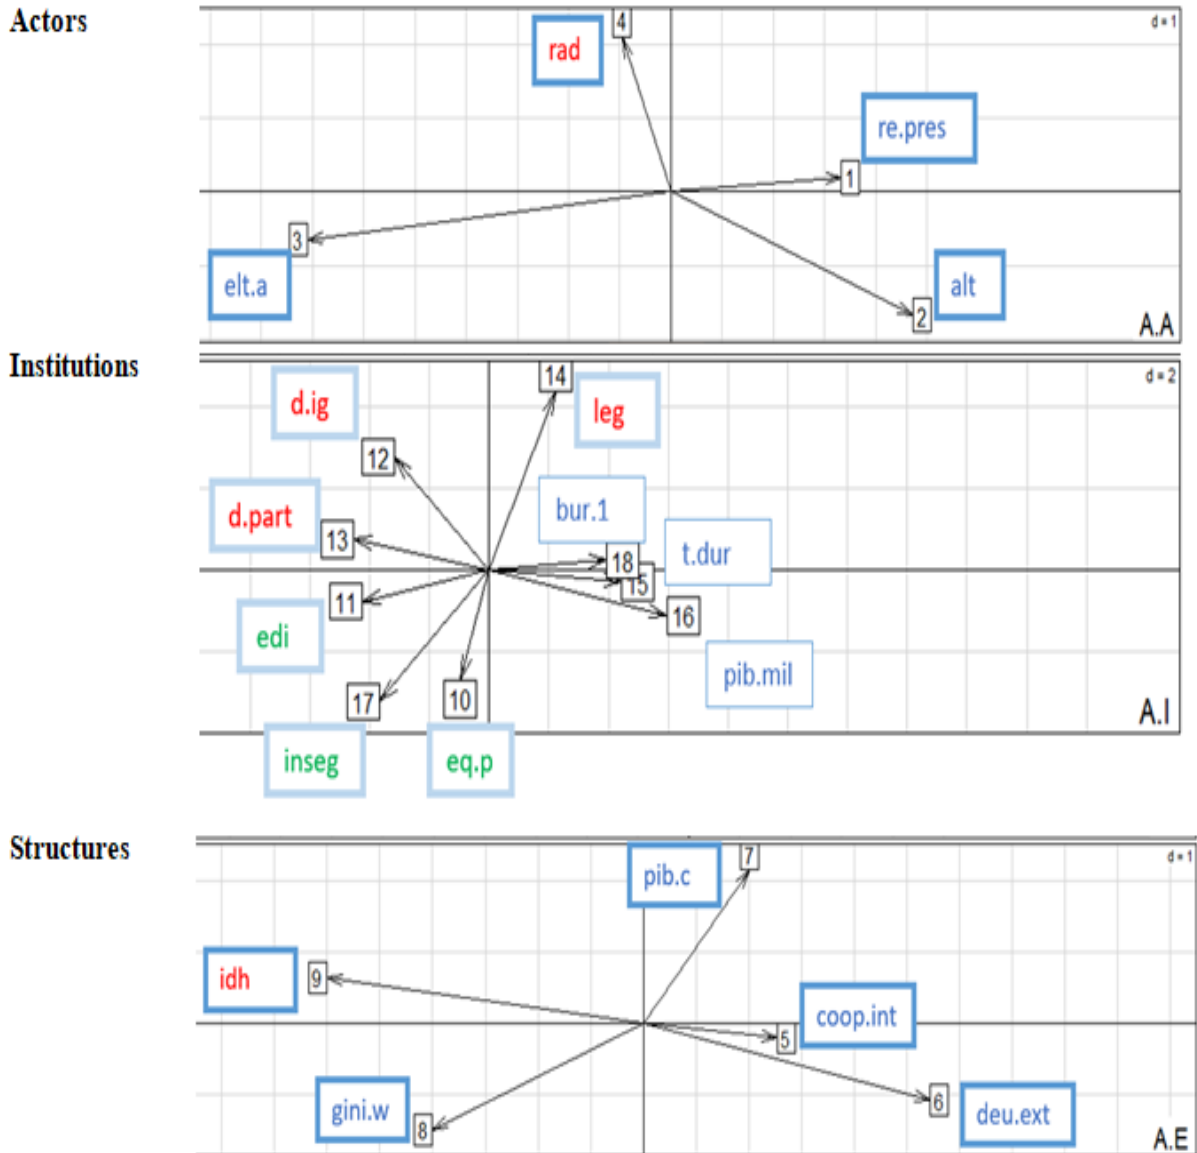 Actors
d = 1
4
rad
re.pres
1
3
elt.a
alt
2
A.A
Institutions
d = 2
14
d.ig
leg
12
bur.1
d.part
13
18
t.dur
15
11
16
edi
pib.mil
17
10
A.I
inseg
eq.p
Structures
d = 1
7
pib.c
idh
9
coop.int
5
6
gini.w
deu.ext
8
A.E